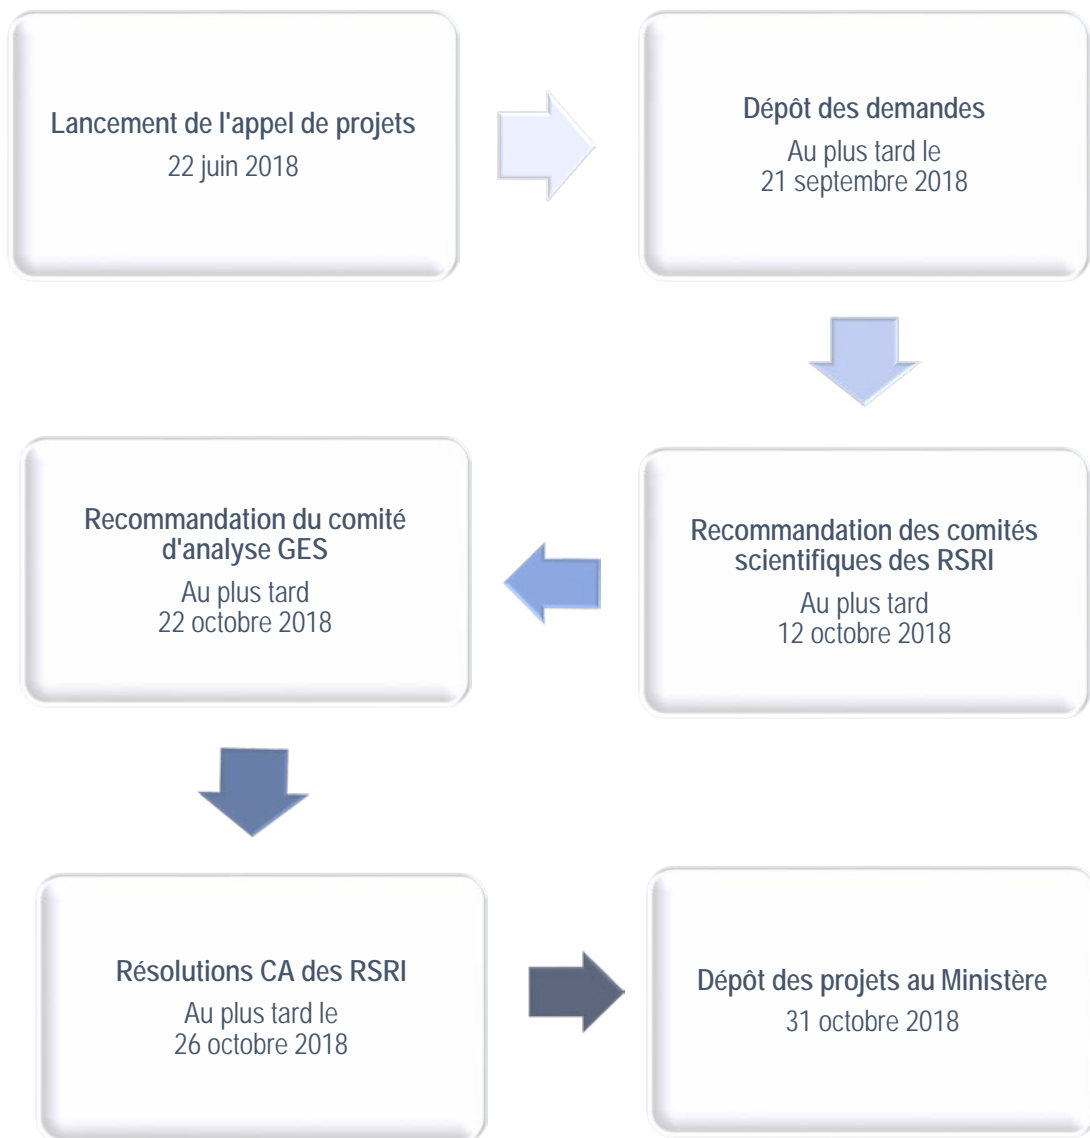 Lancement de l'appel de projets
22 juin 2018
Dépôt des demandes
Au plus tard le
21 septembre 2018
Recommandation des comités
scientifiques des RSRI
Au plus tard
12 octobre 2018
Recommandation du comité
d'analyse GES
Au plus tard
22 octobre 2018
Résolutions CA des RSRI
Au plus tard le
26 octobre 2018
Dépôt des projets au Ministère
31 octobre 2018